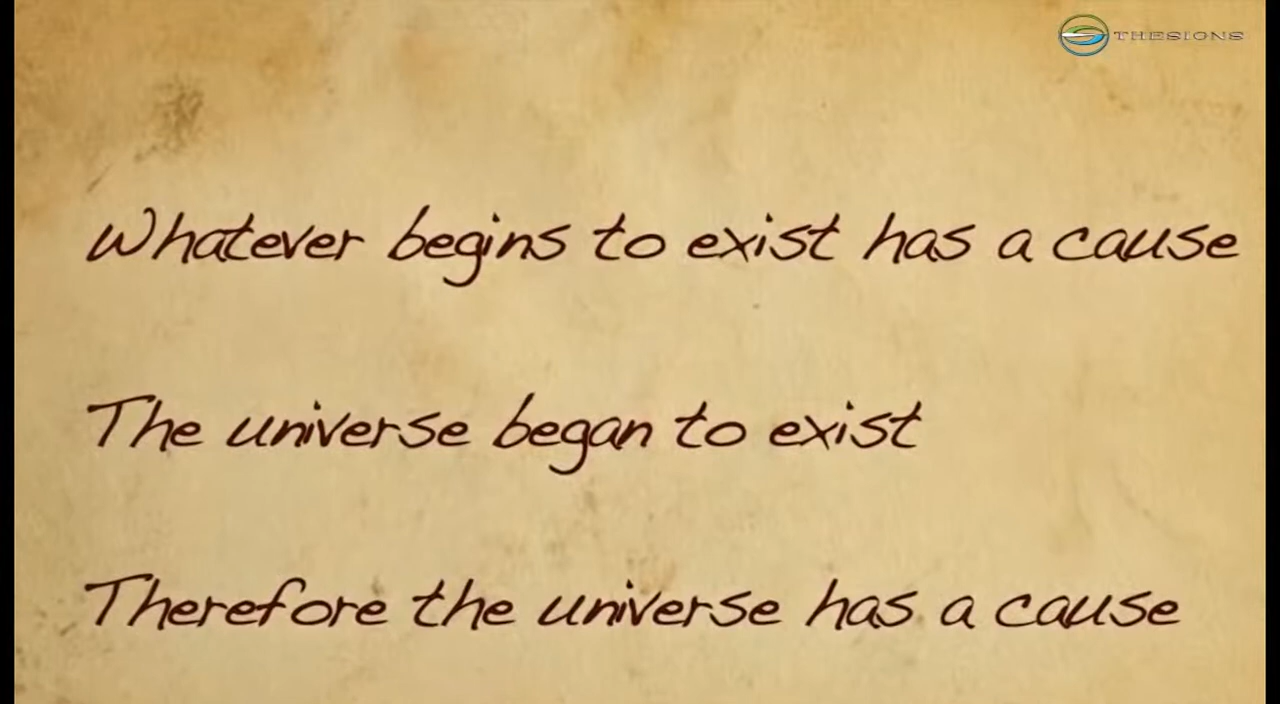 THESIONS
Whatever begins to exist has a cause
The universe began to exist
Therefore the universe has a cause